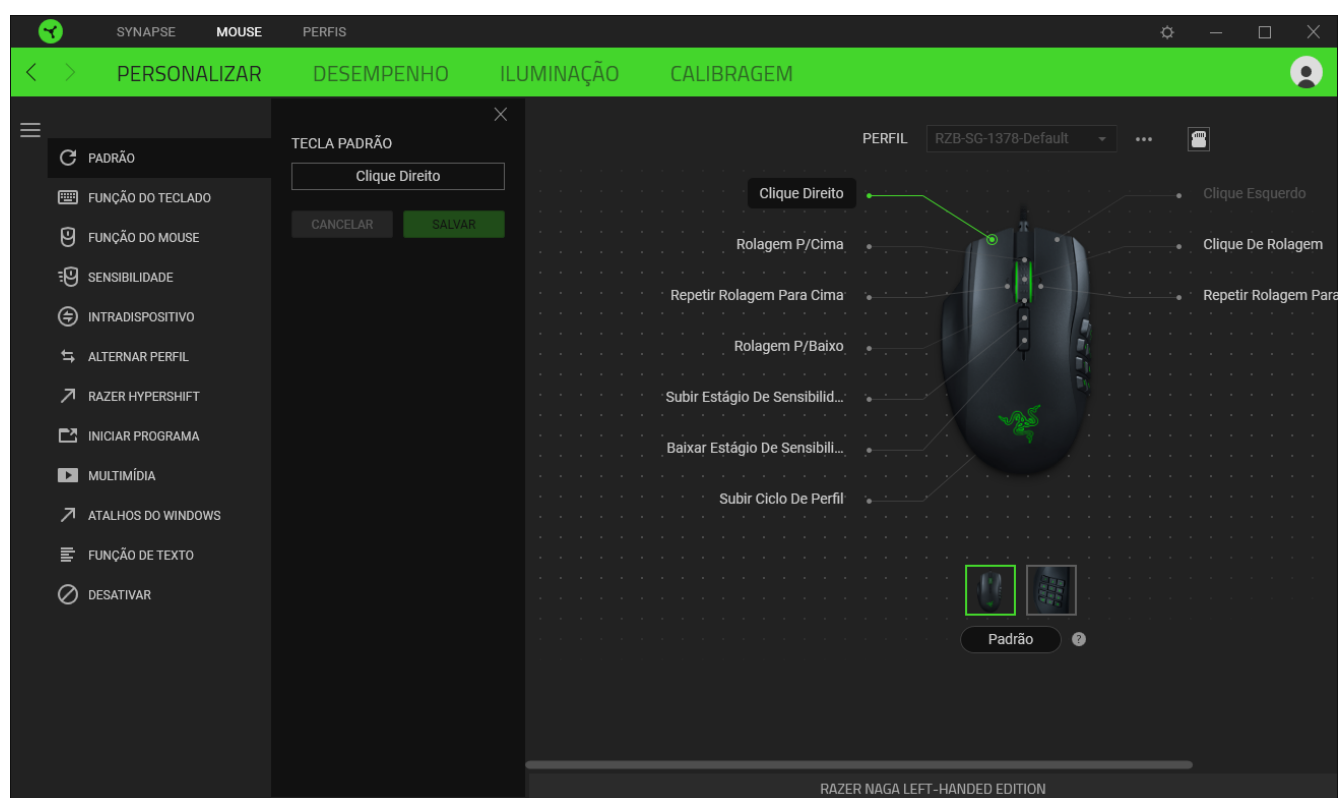 SYNAPSE MOUSE PERFIS
PERSONALIZAR DESEMPENHO ILUMINAÇÃO CALIBRAGEM
PADRÃO
FUNÇÃO DO TECLADO
FUNÇÃO DO MOUSE
SENSIBILIDADE
INTRADISPOSITIVO
ALTERNAR PERFIL
RAZER HYPERSHIFT
INICIAR PROGRAMA
MULTIMÍDIA
ATALHOS DO WINDOWS
FUNÇÃO DE TEXTO
DESATIVAR
TECLA PADRÃO
Clique Direito
CANCELAR SALVAR
PERFIL RZB-SG-1378-Default
Clique Direito
Rolagem P/Cima
Repetir Rolagem Para Cima
Rolagem P/Baixo
Subir Estágio De Sensibilid...
Baixar Estágio De Sensibili...
Subir Ciclo De Perfil
Clique Esquerdo
Clique De Rolagem
Repetir Rolagem Para
Padrão ?
RAZER NAGA LEFT-HANDED EDITION